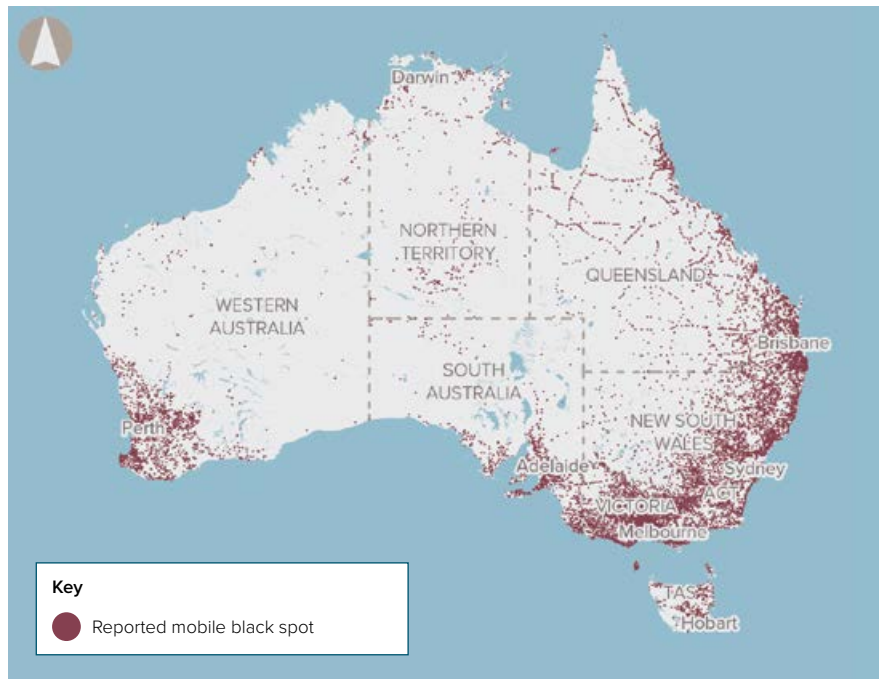 Darwin
NORTHERN
TERRITORY
QUEENSLAND
WESTERN
AUSTRALIA
Brisbane
SOUTH
AUSTRALIA
NEW SOUTH
WALES
Perth
Adelaide
Sydney
ACT
VICTORIA
Melbourne
TAS
Hobart
Key
Reported mobile black spot